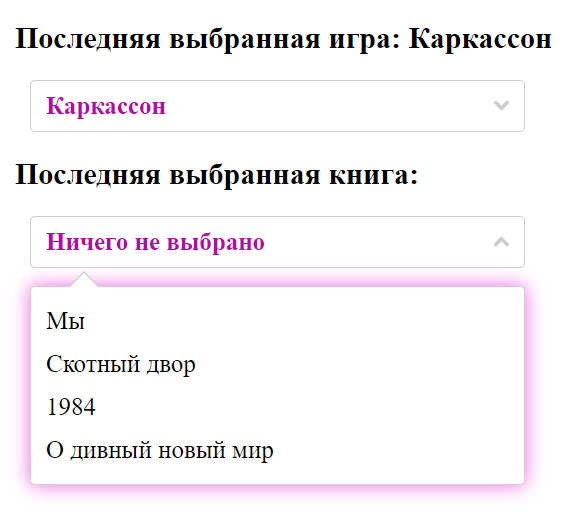 Последняя выбранная игра: Каркассон
Каркассон
Последняя выбранная книга:
Ничего не выбрано
Мы
Скотный двор
1984
О дивный новый мир